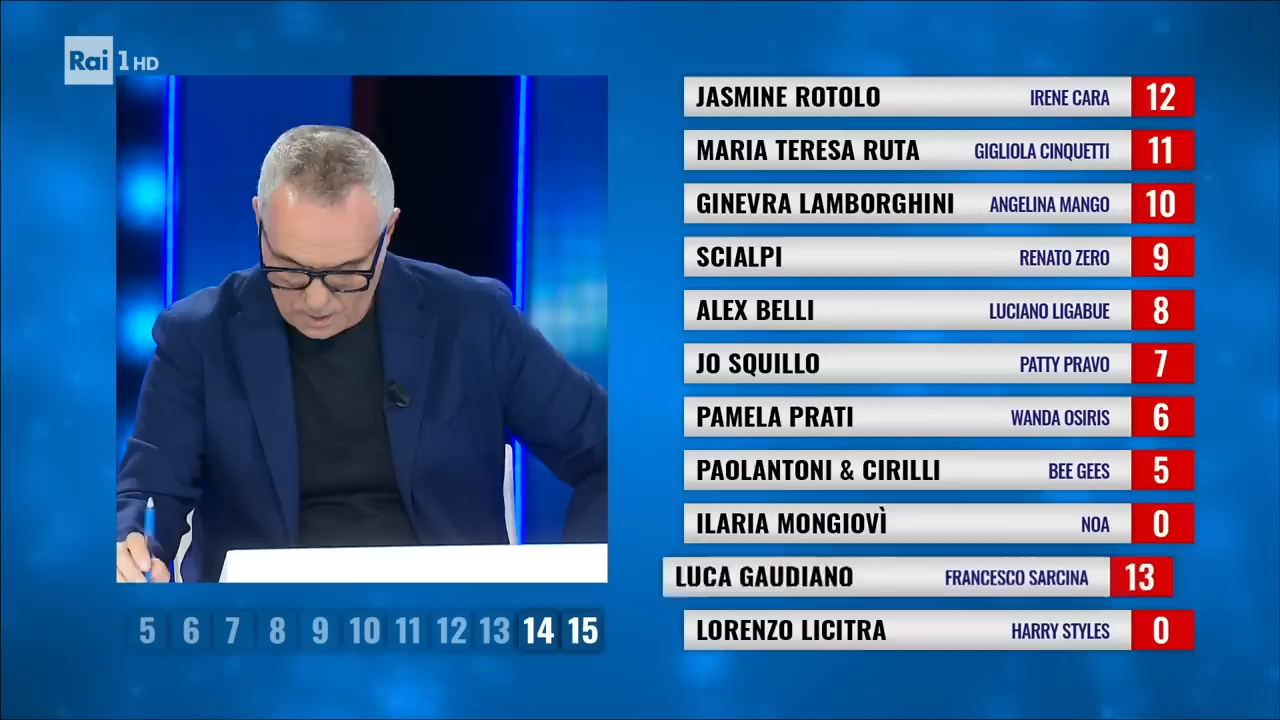 Rai 1 HD
JASMINE ROTOLO IRENE CARA 12
MARIA TERESA RUTA GIGLIOLA CINQUETTI 11
GINEVRA LAMBORGHINI ANGELINA MANGO 10
SCIALPI RENATO ZERO 9
ALEX BELLI LUCIANO LIGABUE 8
JO SQUILLO PATTY PRAVO 7
PAMELA PRATI WANDA OSIRIS 6
PAOLANTONI & CIRILLI BEE GEES 5
ILARIA MONGIOVÌ NOA 0
LUCA GAUDIANO FRANCESCO SARCINA 13
LORENZO LICITRA HARRY STYLES 0
5 6 7 8 9 10 11 12 13 14 15